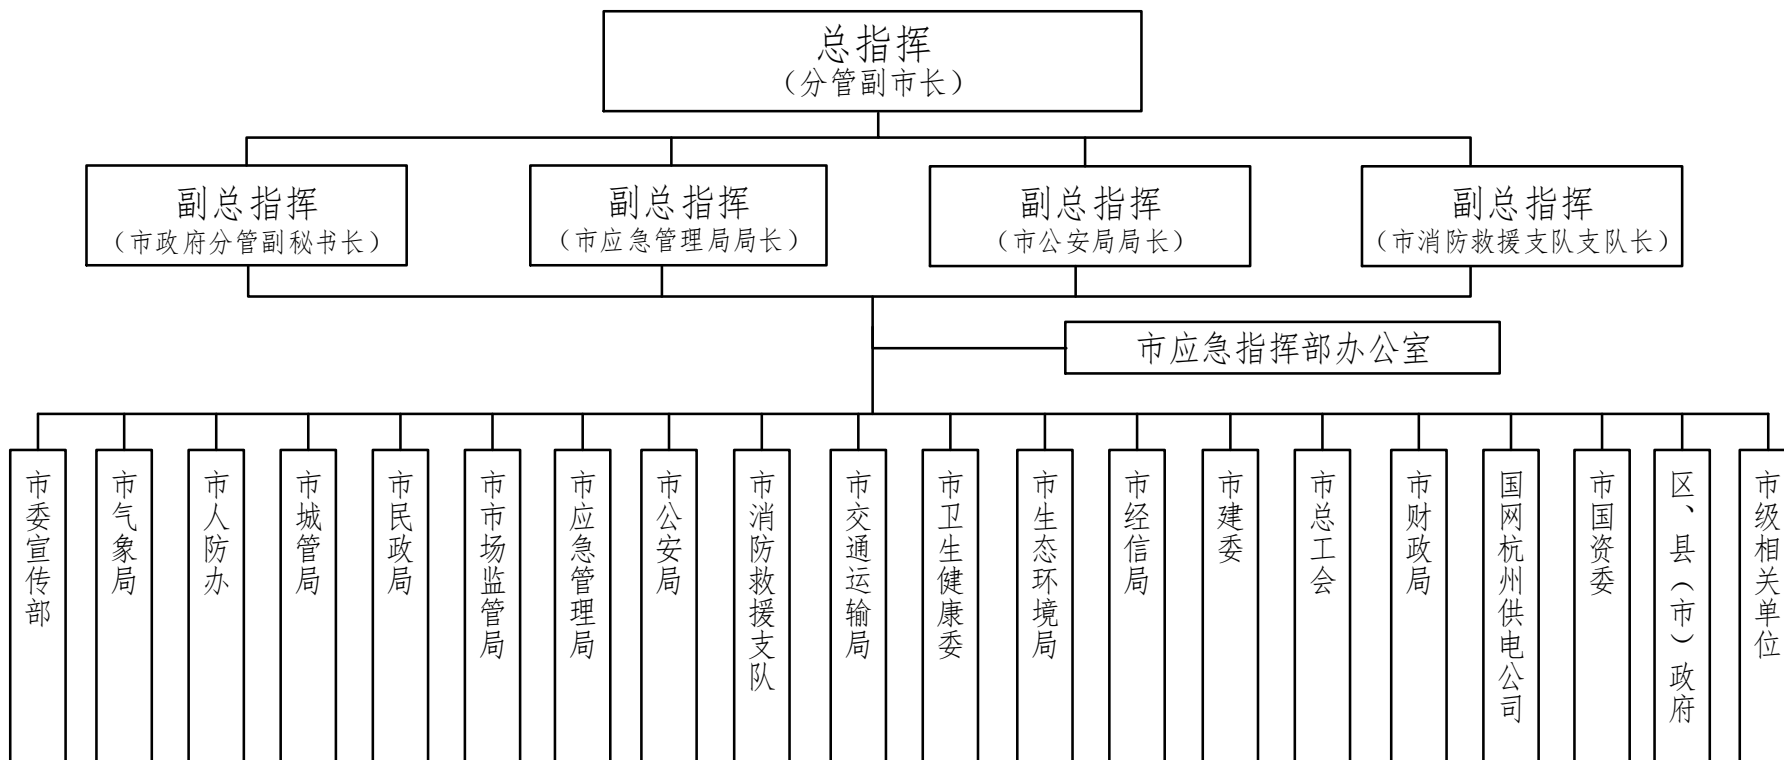 总指挥
（分管副市长）
副总指挥
（市政府分管副秘书长）
副总指挥
（市应急管理局局长）
副总指挥
（市公安局局长）
副总指挥
（市消防救援支队支队长）
市应急指挥部办公室
市委宣传部
市气象局
市人防办
市城管局
市民政局
市市场监管局
市应急管理局
市公安局
市消防救援支队
市交通运输局
市卫生健康委
市生态环境局
市经信局
市建委
市总工会
市财政局
国网杭州供电公司
市国资委
区、县（市）政府
市级相关单位